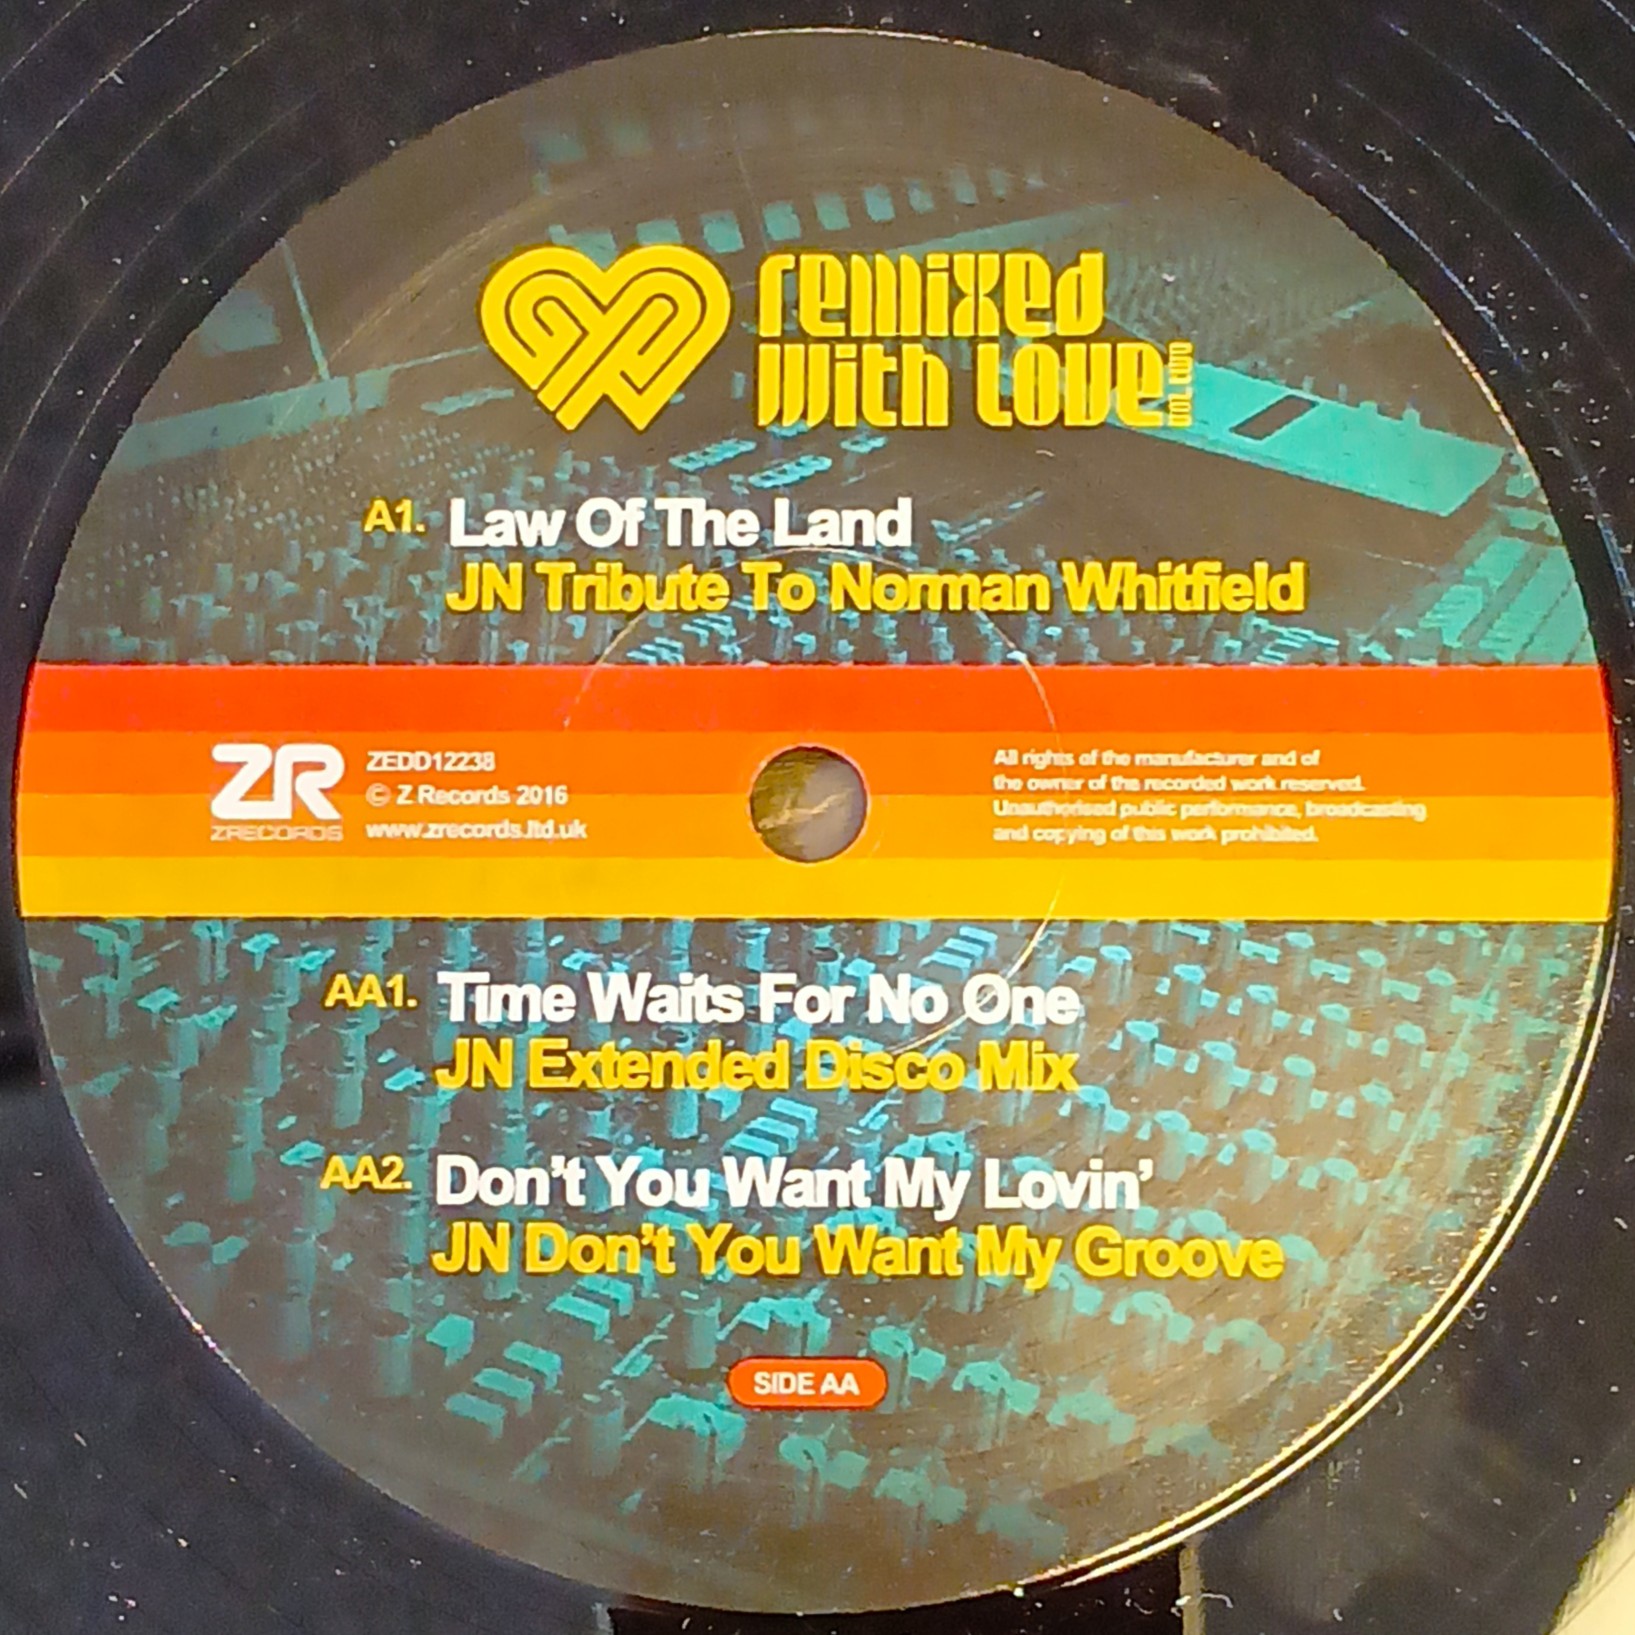 remixed
with love
VOL.TWO
A1. Law Of The Land
JN Tribute To Norman Whitfield
ZR
ZRECORDS
ZEDD12238
© Z Records 2016
www.zrecords.ltd.uk
All rights of the manufacturer and of
the owner of the recorded work reserved.
Unauthorised public performance, broadcasting
and copying of this work prohibited.
AA1. Time Waits For No One
JN Extended Disco Mix
AA2. Don't You Want My Lovin'
JN Don't You Want My Groove
SIDE AA